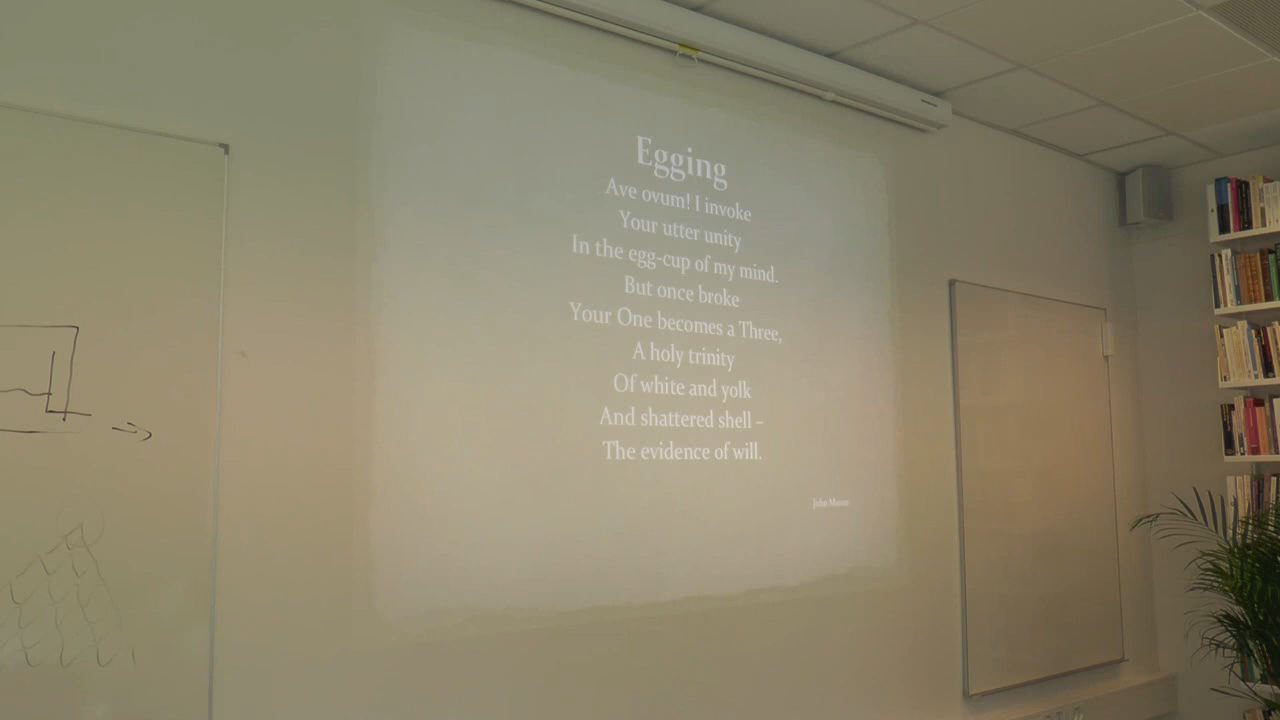 Egging
Ave ovum! I invoke
Your utter unity
In the egg-cup of my mind.
But once broke
Your One becomes a Three,
A holy trinity
Of white and yolk
And shattered shell –
The evidence of will.
John